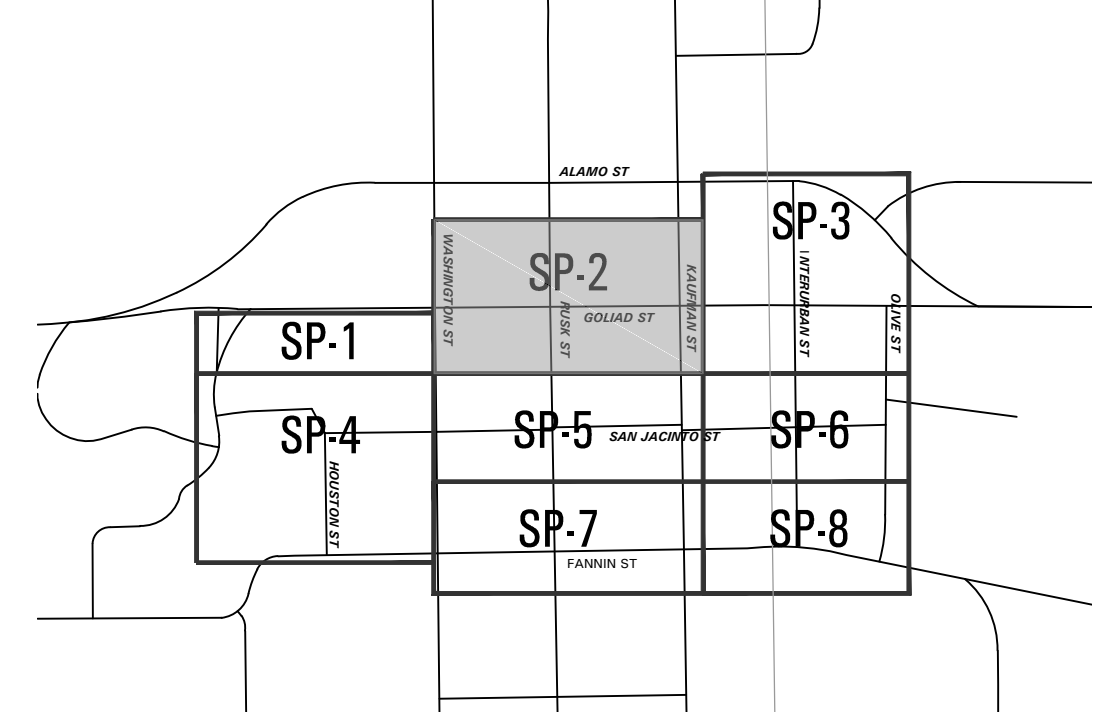 ALAMO ST
SP-3
WASHINGTON ST
SP-2
KAUFMAN ST
INTERURBAN ST
OLIVE ST
RUSK ST
GOLIAD ST
SP-1
SP-4
SP-5
SAN JACINTO ST
SP-6
HOUSTON ST
SP-7
SP-8
FANNIN ST